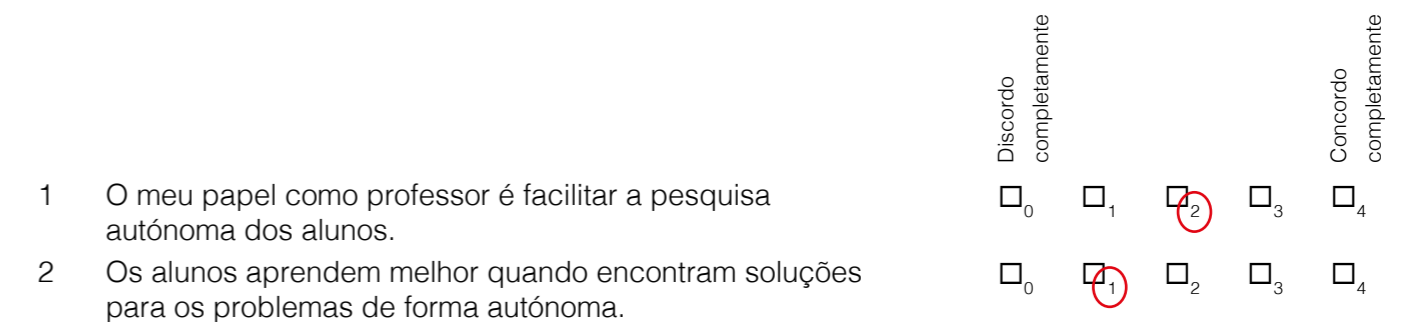 Discordo
completamente
Concordo
completamente
1 O meu papel como professor é facilitar a pesquisa
autónoma dos alunos.
0 1 2 3 4
2 Os alunos aprendem melhor quando encontram soluções
para os problemas de forma autónoma.
0 1 2 3 4